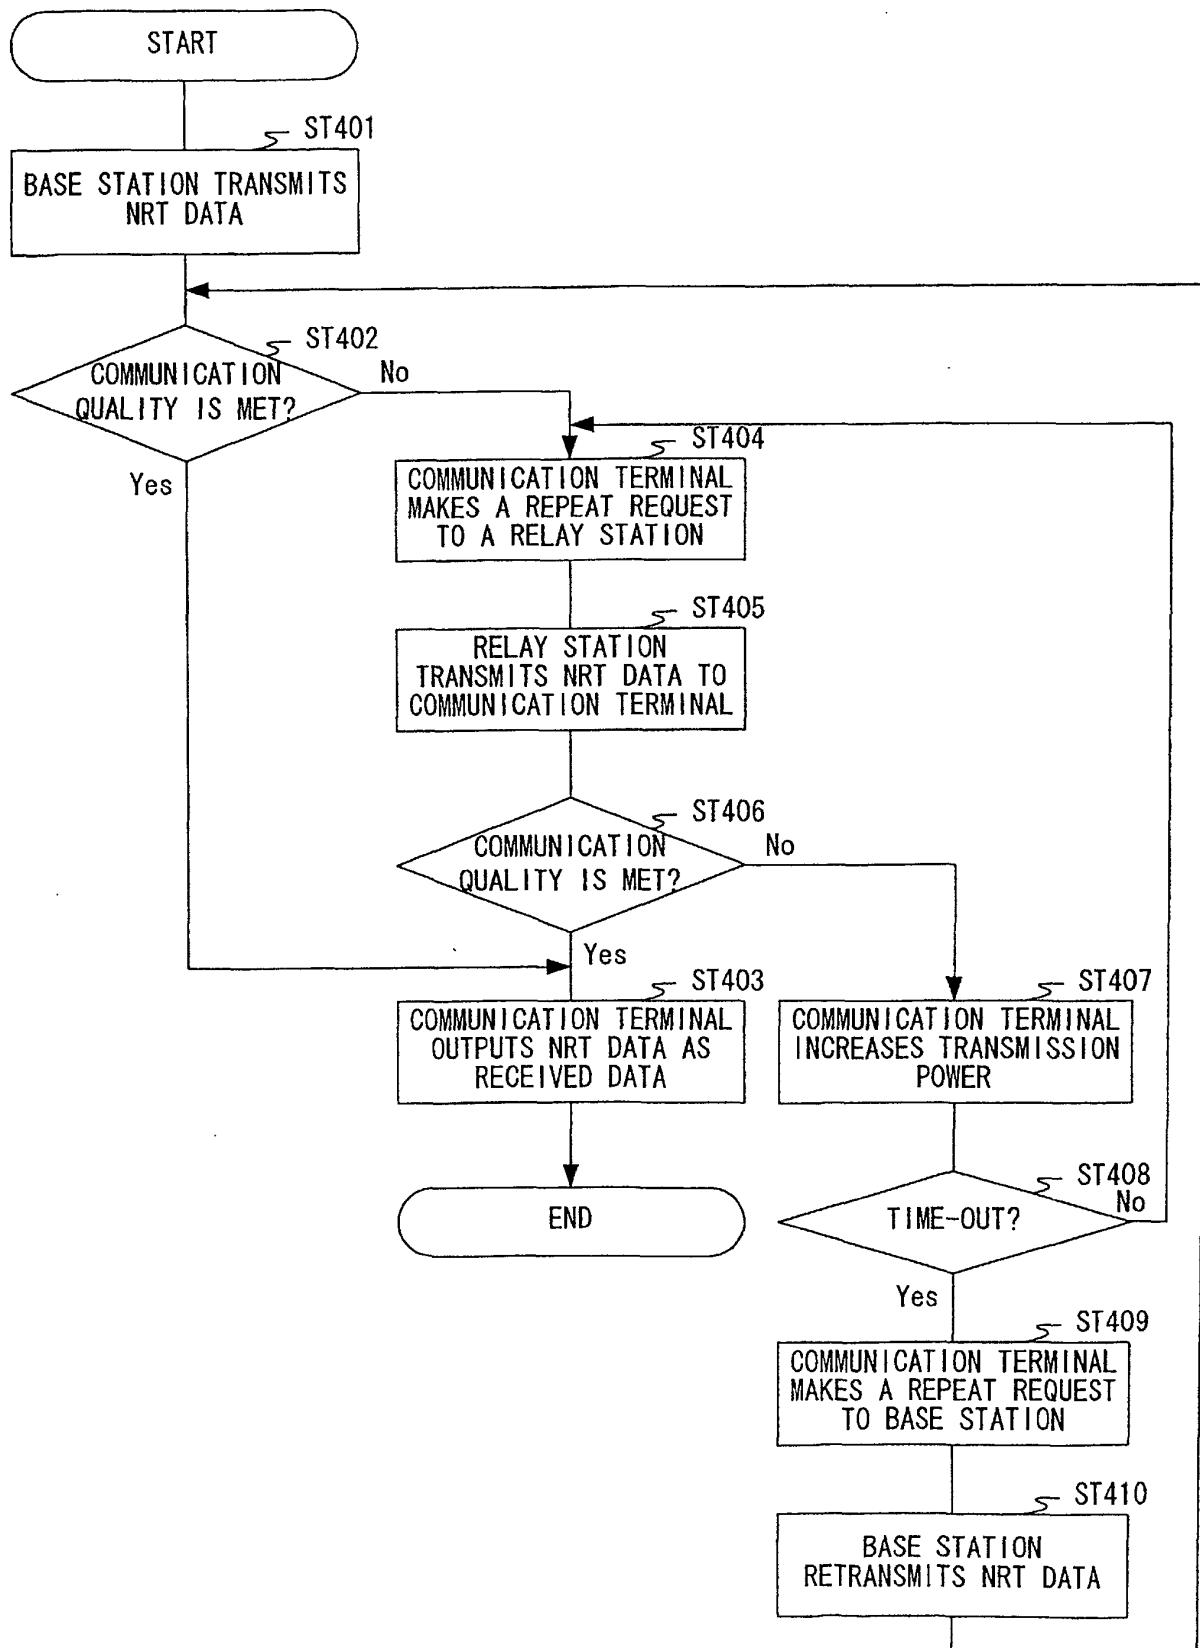 START
ST401
BASE STATION TRANSMITS
NRT DATA
ST402
COMMUNICATION
QUALITY IS MET?
No
Yes
ST404
COMMUNICATION TERMINAL
MAKES A REPEAT REQUEST
TO A RELAY STATION
ST405
RELAY STATION
TRANSMITS NRT DATA TO
COMMUNICATION TERMINAL
ST406
COMMUNICATION
QUALITY IS MET?
No
Yes
ST403
COMMUNICATION TERMINAL
OUTPUTS NRT DATA AS
RECEIVED DATA
ST407
COMMUNICATION TERMINAL
INCREASES TRANSMISSION
POWER
END
ST408
TIME-OUT?
No
Yes
ST409
COMMUNICATION TERMINAL
MAKES A REPEAT REQUEST
TO BASE STATION
ST410
BASE STATION
RETRANSMITS NRT DATA